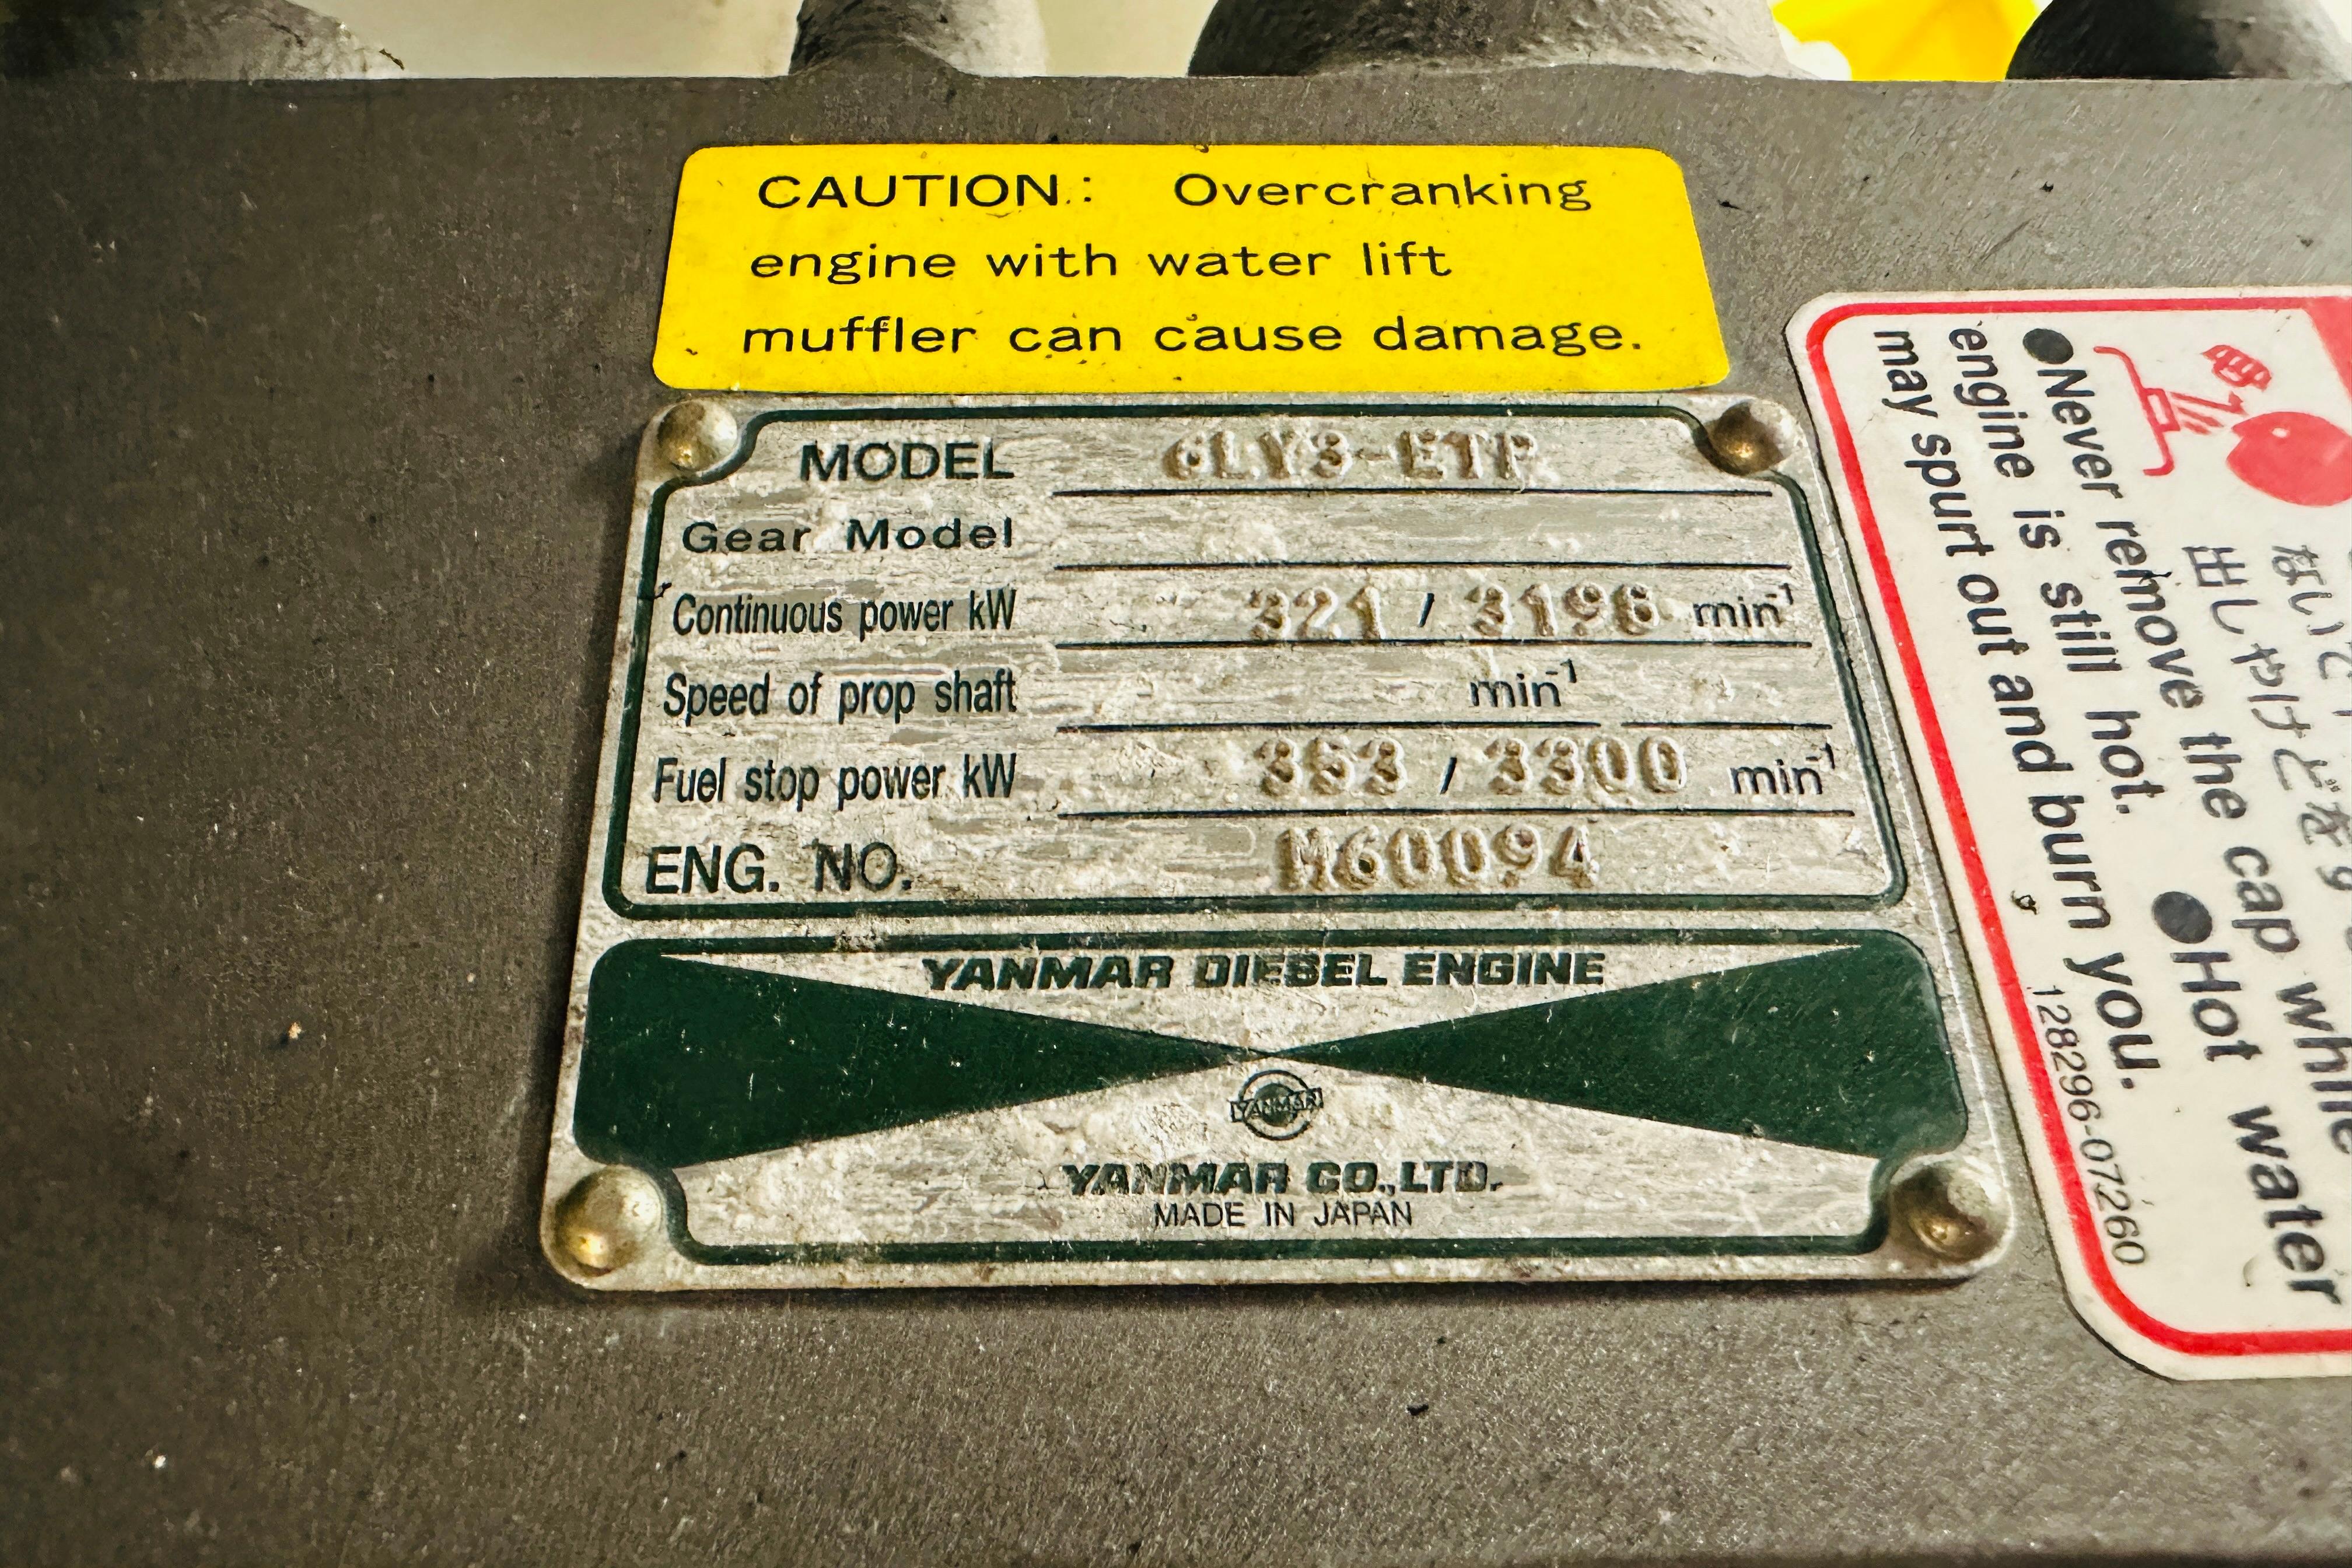 CAUTION: Overcranking
engine with water lift
muffler can cause damage.
MODEL 6LY3-ETP
Gear Model
Continuous power kW 321 / 3196 min-1
Speed of prop shaft min-1
Fuel stop power kW 353 / 3300 min-1
ENG. NO. M60094
YANMAR DIESEL ENGINE
YANMAR
YANMAR CO.,LTD.
MADE IN JAPAN
出しやけどを
●Never remove the cap while
engine is still hot. ●Hot water
may spurt out and burn you.
128296-07260